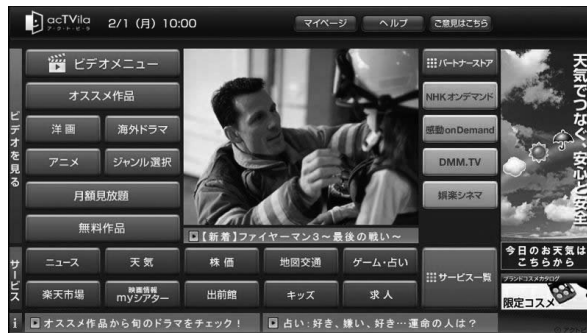 acTVila
ア・ク・ト・ビ・ラ
2/1（月）10:00
マイページ
ヘルプ
ご意見はこちら
ビデオを見る
ビデオメニュー
オススメ作品
洋画
海外ドラマ
アニメ
ジャンル選択
月額見放題
無料作品
【新着】ファイヤーマン3～最後の戦い～
パートナーストア
NHKオンデマンド
感動onDemand
DMM.TV
娯楽シネマ
天気でつなぐ、安心と安全
今日のお天気は
こちらから
サービス
ニュース
天気
株価
地図交通
ゲーム・占い
楽天市場
映画情報
myシアター
出前館
キッズ
求人
サービス一覧
ブランドコスメカタログ
限定コスメ
i
オススメ作品から旬のドラマをチェック！
占い：好き、嫌い、好き…運命の人は？